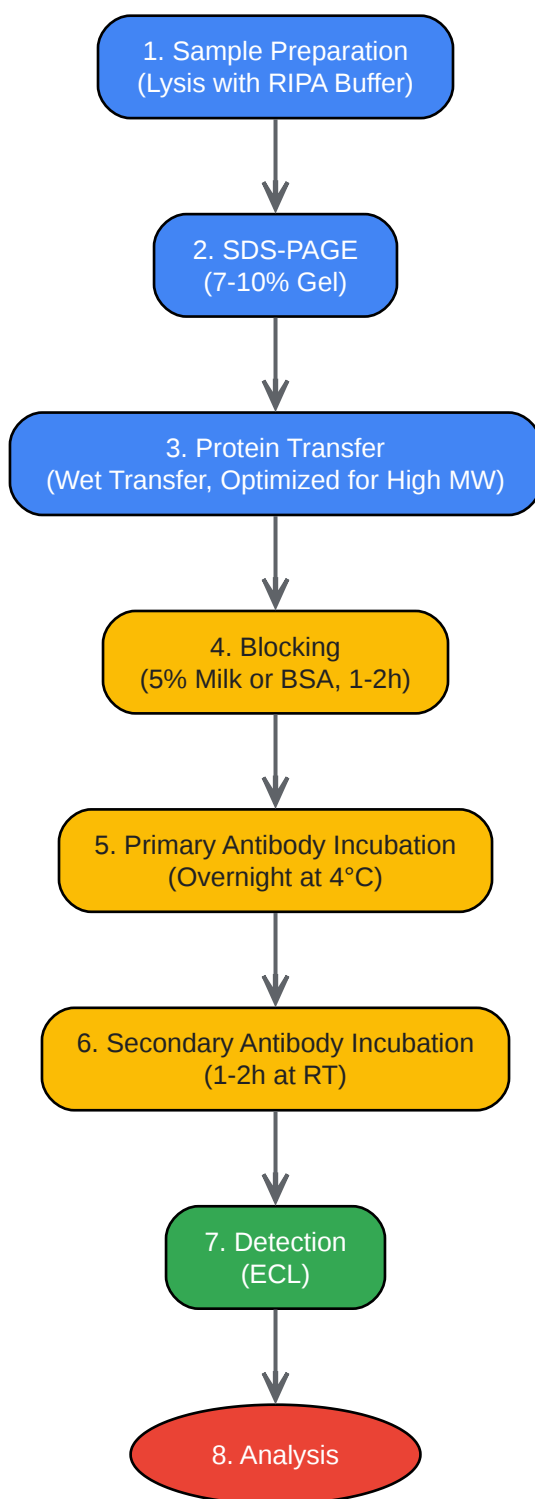 1. Sample Preparation
(Lysis with RIPA Buffer)
2. SDS-PAGE
(7-10% Gel)
3. Protein Transfer
(Wet Transfer, Optimized for High MW)
4. Blocking
(5% Milk or BSA, 1-2h)
5. Primary Antibody Incubation
(Overnight at 4°C)
6. Secondary Antibody Incubation
(1-2h at RT)
7. Detection
(ECL)
8. Analysis